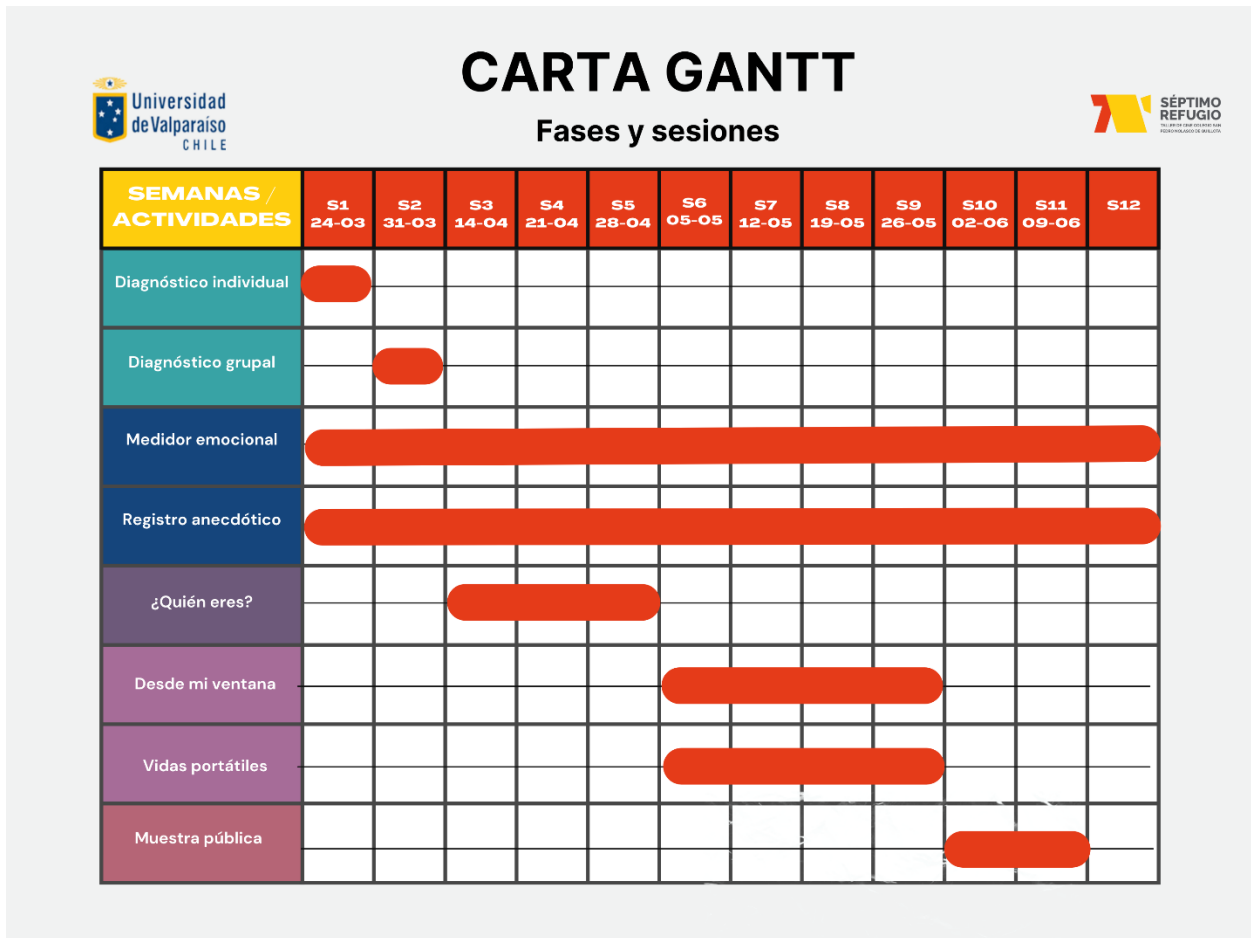 CARTA GANTT
Fases y sesiones
Universidad
de Valparaíso
CHILE
SÉPTIMO
REFUGIO
SEMANAS /
ACTIVIDADES
S1
24-03
S2
31-03
S3
14-04
S4
21-04
S5
28-04
S6
05-05
S7
12-05
S8
19-05
S9
26-05
S10
02-06
S11
09-06
S12
Diagnóstico individual
Diagnóstico grupal
Medidor emocional
Registro anecdótico
¿Quién eres?
Desde mi ventana
Vidas portátiles
Muestra pública